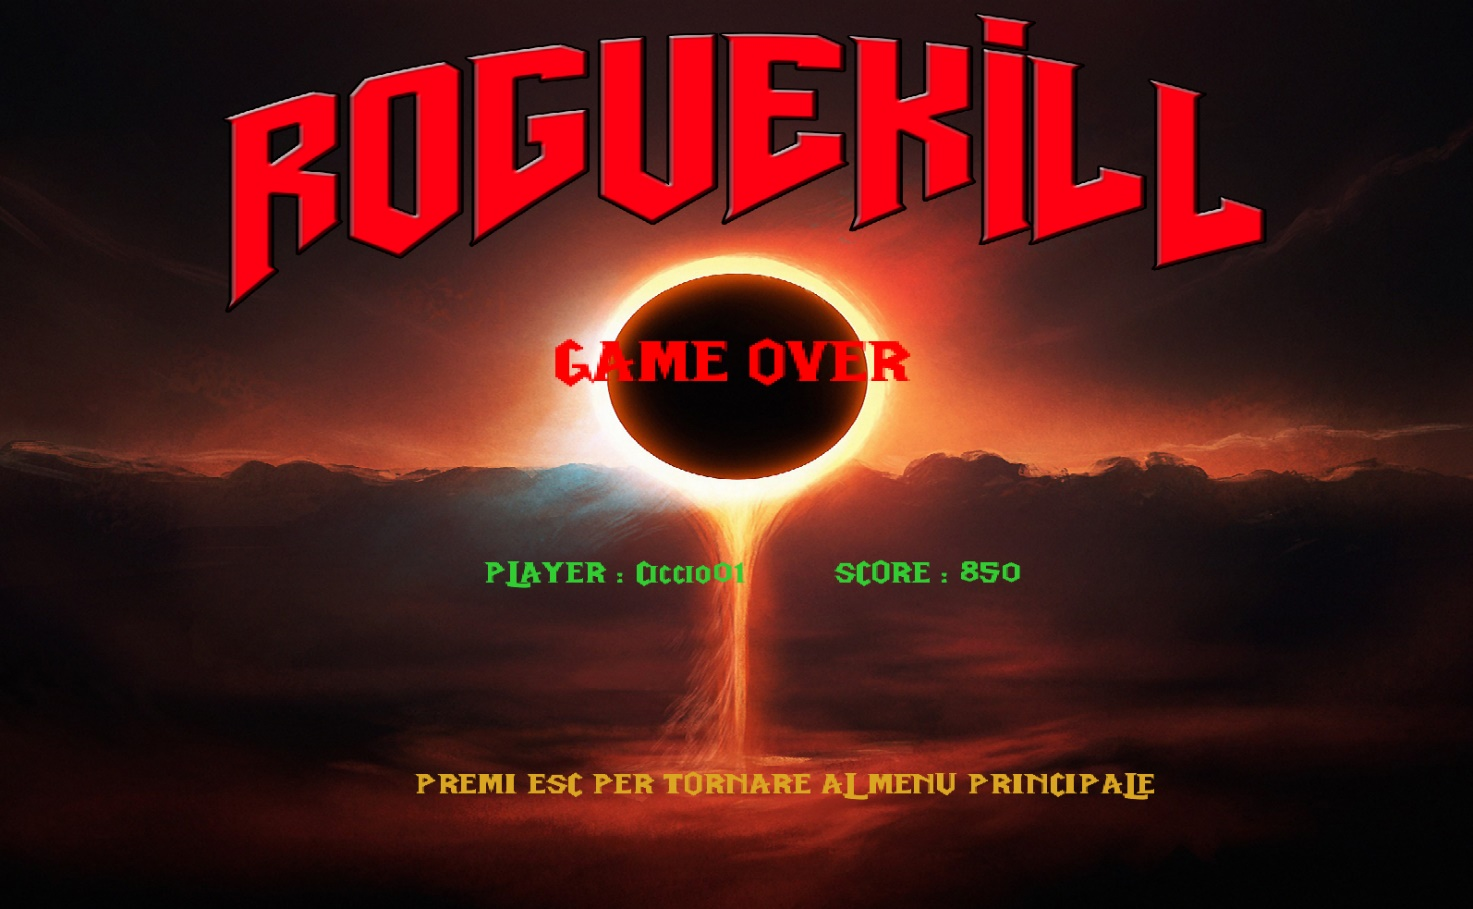 ROGUEKiLL
GAME OVER
PLAYER : Ciccio01 SCORE : 850
PREMI ESC PER TORNARE AL MENU PRINCIPALE